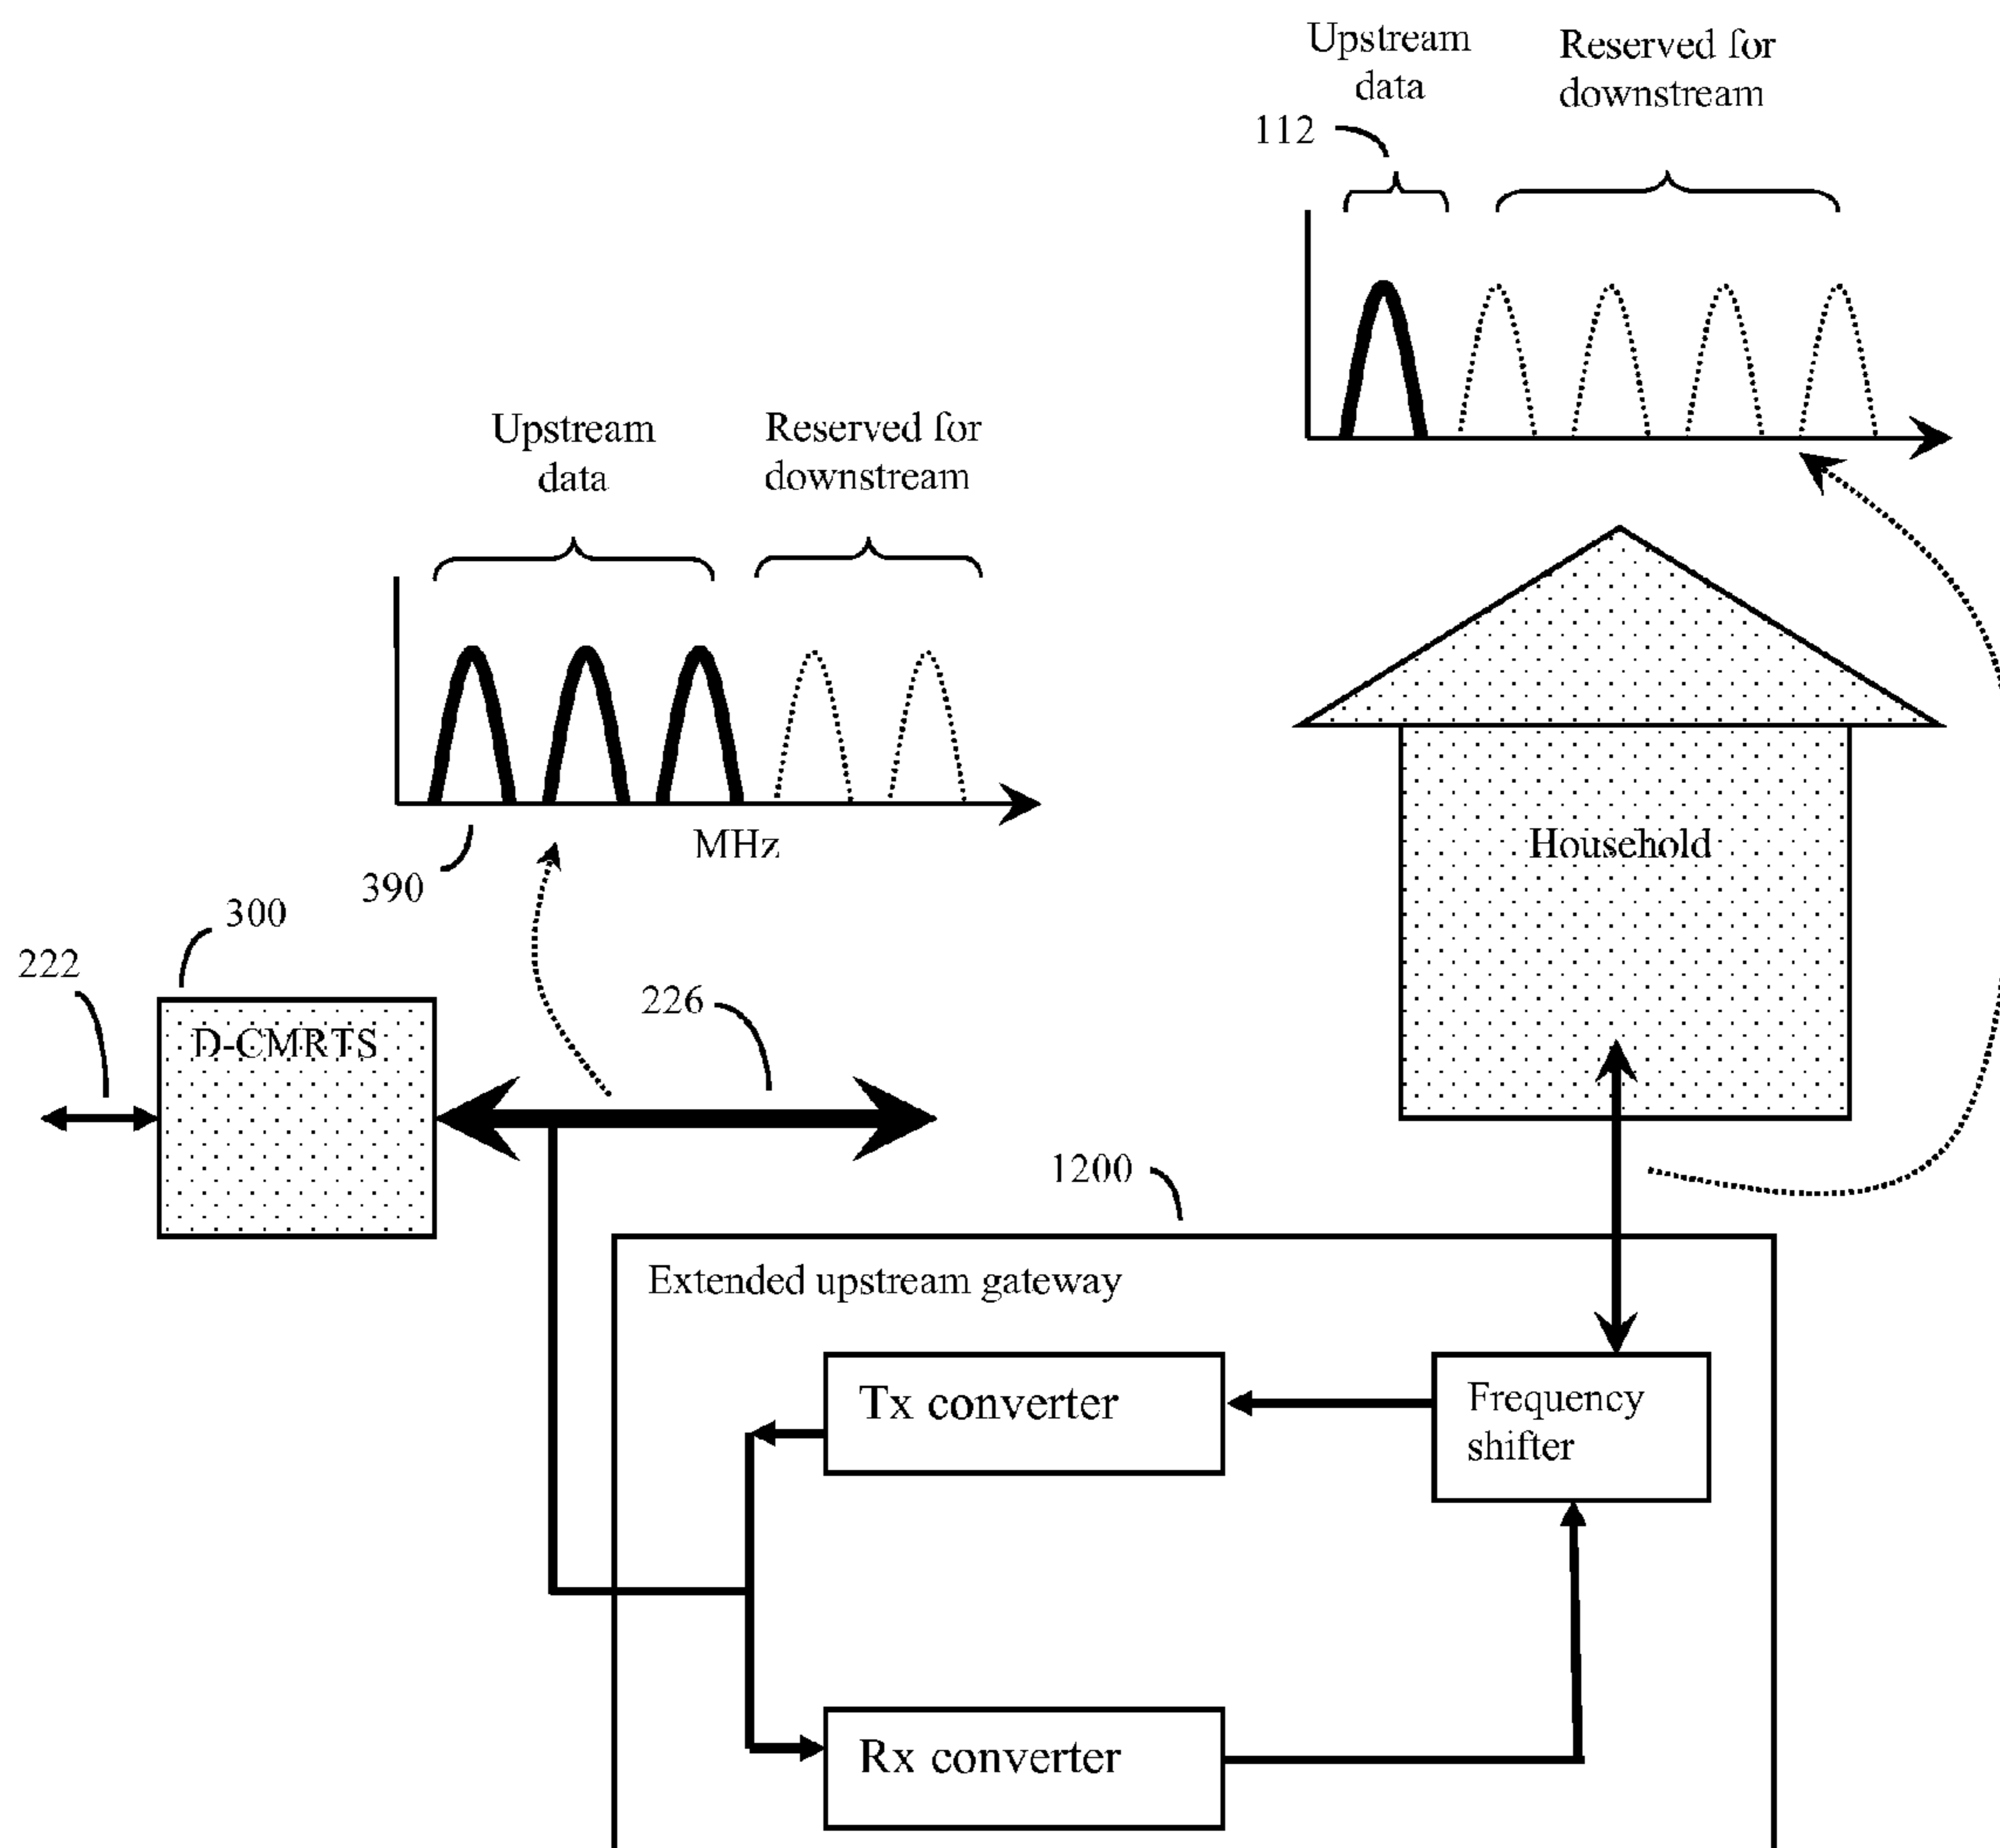 Upstream
data
Reserved for
downstream
112
Upstream
data
Reserved for
downstream
MHz
390
Household
300
222
D-CMRTS
226
1200
Extended upstream gateway
Tx converter
Frequency
shifter
Rx converter